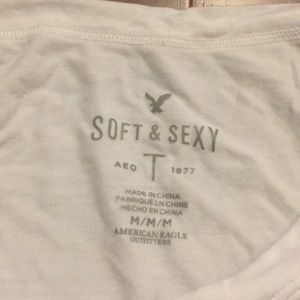 SOFT & SEXY
AEO T 1977
MADE IN CHINA
FABRIQUÉ EN CHINE
HECHO EN CHINA
M/M/M
AMERICAN EAGLE
OUTFITTERS